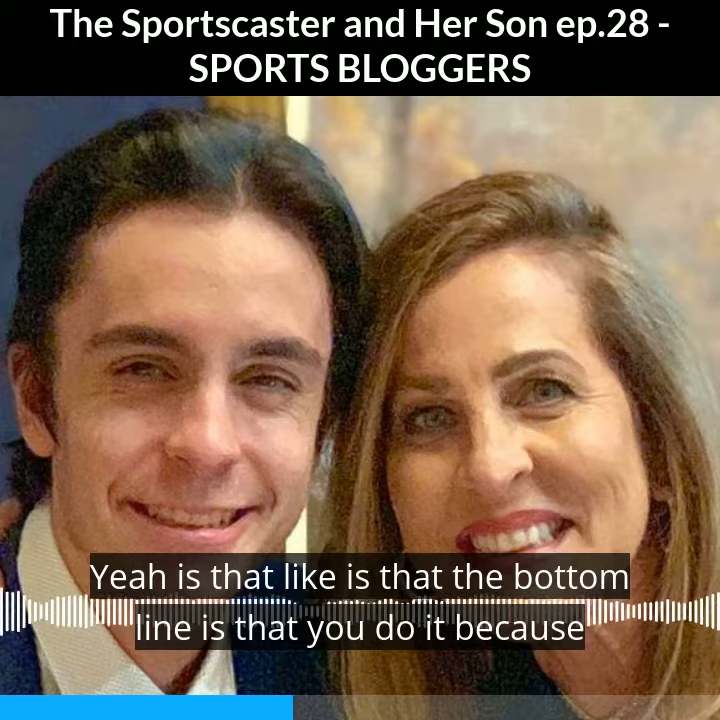 The Sportscaster and Her Son ep.28 -
SPORTS BLOGGERS
Yeah is that like is that the bottom
line is that you do it because